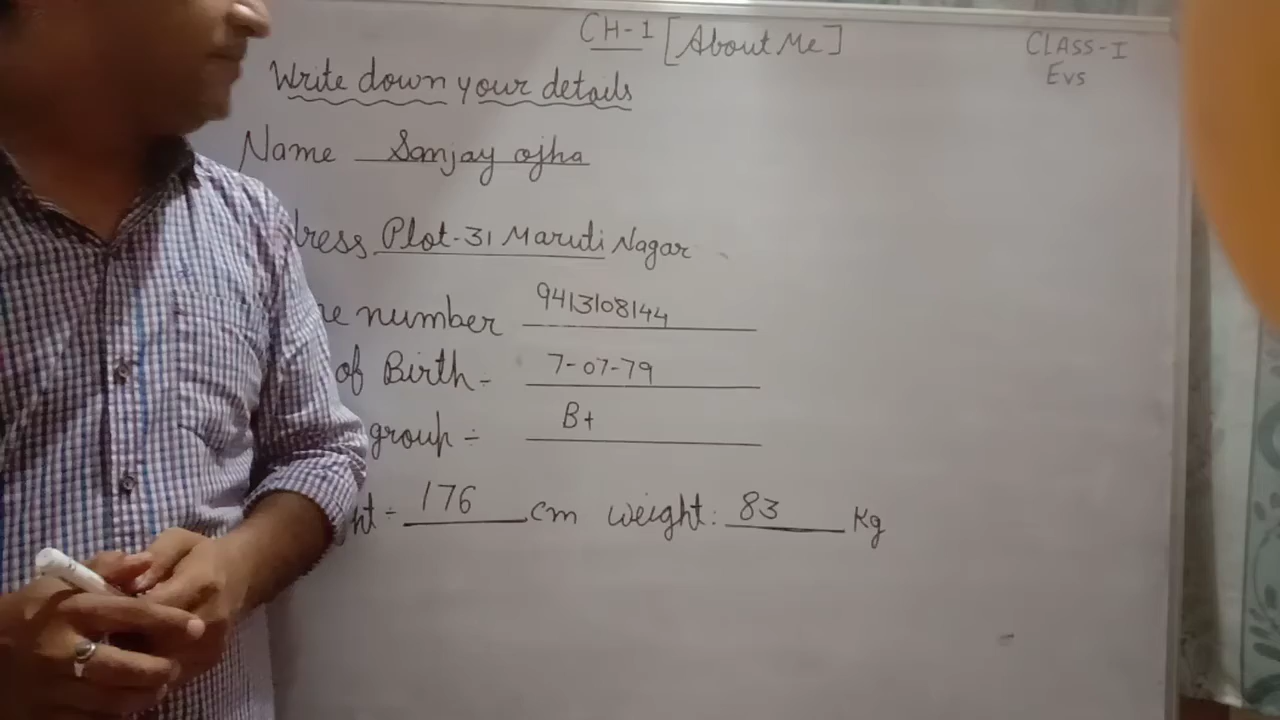 CH-1 [About Me]
CLASS-I
Evs
Write down your details
Name Sanjay ojha
dress Plot-31 Maruti Nagar
ne number 9413108144
of Birth- 7-07-79
group ÷ B+
ht ÷ 176 cm weight: 83 Kg